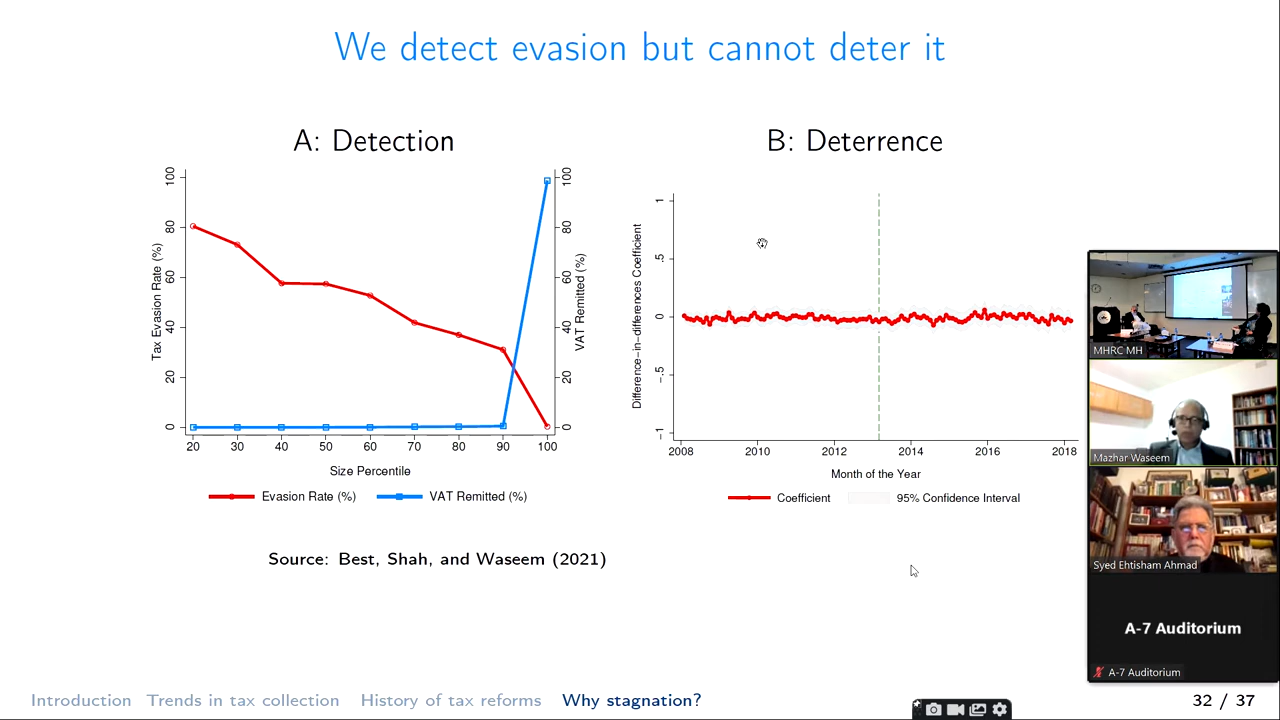 We detect evasion but cannot deter it
A: Detection
100
80
60
40
20
0
Tax Evasion Rate (%)
100
80
60
40
20
0
VAT Remitted (%)
20 30 40 50 60 70 80 90 100
Size Percentile
Evasion Rate (%) VAT Remitted (%)
B: Deterrence
1
.5
0
-.5
-1
Difference-in-differences Coefficient
2008 2010 2012 2014 2016 2018
Month of the Year
Coefficient 95% Confidence Interval
Source: Best, Shah, and Waseem (2021)
MHRC MH
Mazhar Waseem
Syed Ehtisham Ahmad
A-7 Auditorium
A-7 Auditorium
Introduction Trends in tax collection History of tax reforms Why stagnation? 32 / 37